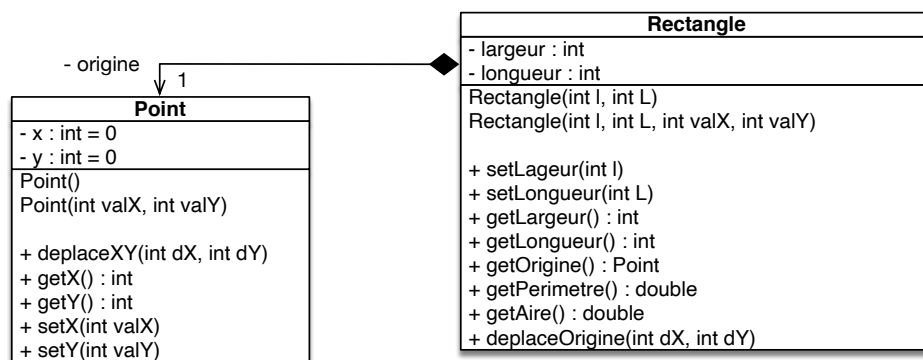 - origine
1
Point
- x : int = 0
- y : int = 0
Point()
Point(int valX, int valY)
+ deplaceXY(int dX, int dY)
+ getX() : int
+ getY() : int
+ setX(int valX)
+ setY(int valY)
Rectangle
- largeur : int
- longueur : int
Rectangle(int l, int L)
Rectangle(int l, int L, int valX, int valY)
+ setLageur(int l)
+ setLongueur(int L)
+ getLargeur() : int
+ getLongueur() : int
+ getOrigine() : Point
+ getPerimetre() : double
+ getAire() : double
+ deplaceOrigine(int dX, int dY)